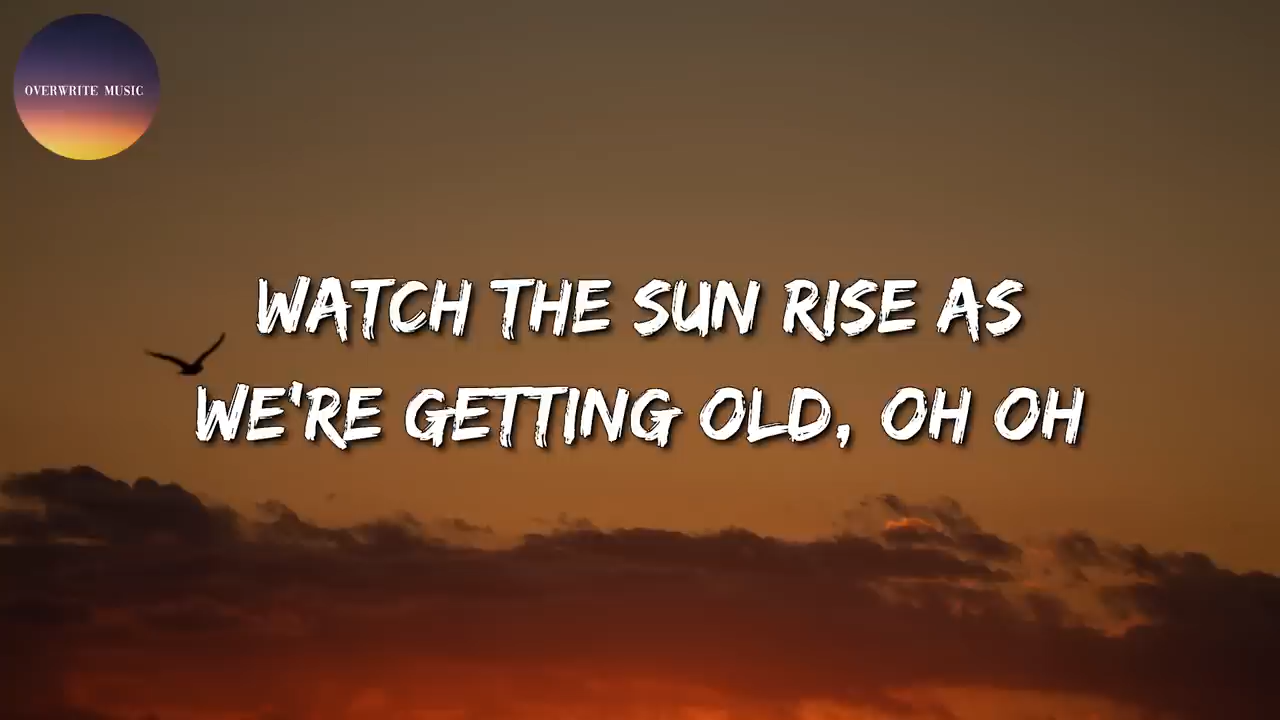 OVERWRITE MUSIC
WATCH THE SUN RISE AS
WE'RE GETTING OLD, OH OH